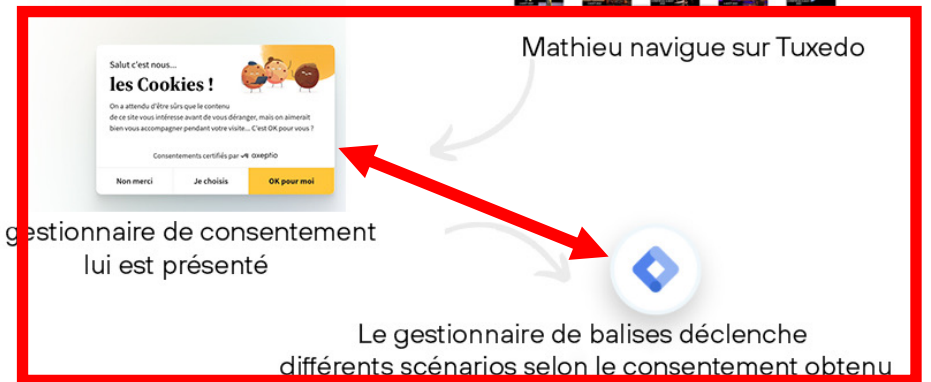 Mathieu navigue sur Tuxedo
Salut c'est nous...
les Cookies !
On a attendu d'être sûrs que le contenu
de ce site vous intéresse avant de vous déranger, mais on aimerait
bien vous accompagner pendant votre visite... C'est OK pour vous ?
Consentements certifiés par axeptio
Non merci Je choisis OK pour moi
gestionnaire de consentement
lui est présenté
Le gestionnaire de balises déclenche
différents scénarios selon le consentement obtenu